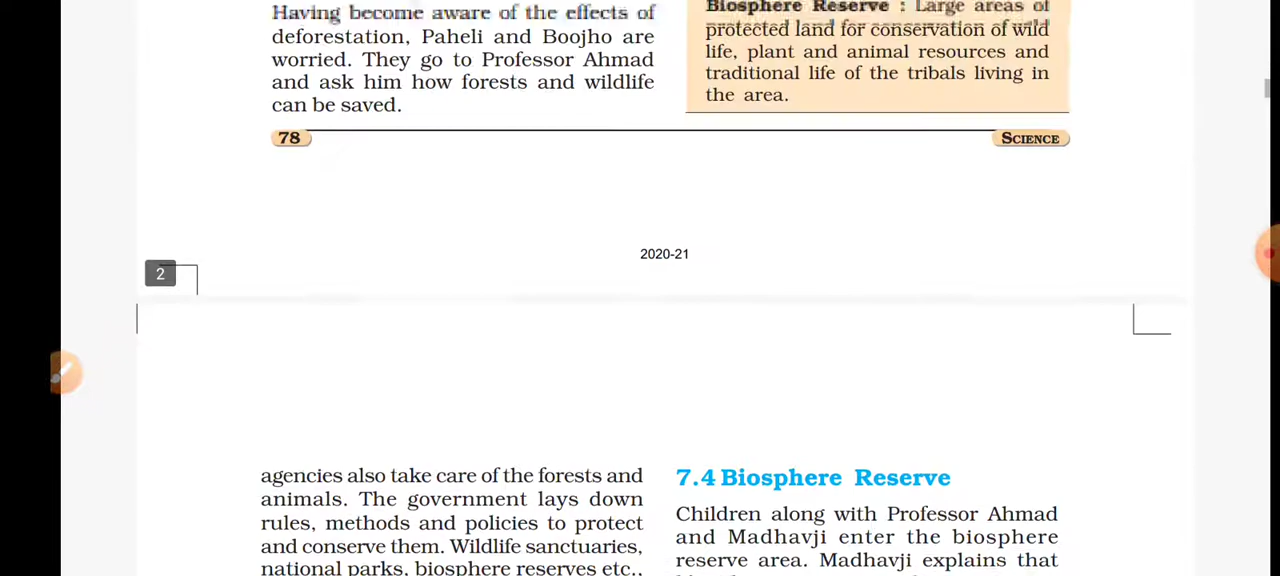 Having become aware of the effects of
deforestation, Paheli and Boojho are
worried. They go to Professor Ahmad
and ask him how forests and wildlife
can be saved.
Biosphere Reserve : Large areas of
protected land for conservation of wild
life, plant and animal resources and
traditional life of the tribals living in
the area.
78
SCIENCE
2020-21
2
agencies also take care of the forests and
animals. The government lays down
rules, methods and policies to protect
and conserve them. Wildlife sanctuaries,
national parks, biosphere reserves etc.,
7.4 Biosphere Reserve
Children along with Professor Ahmad
and Madhavji enter the biosphere
reserve area. Madhavji explains that